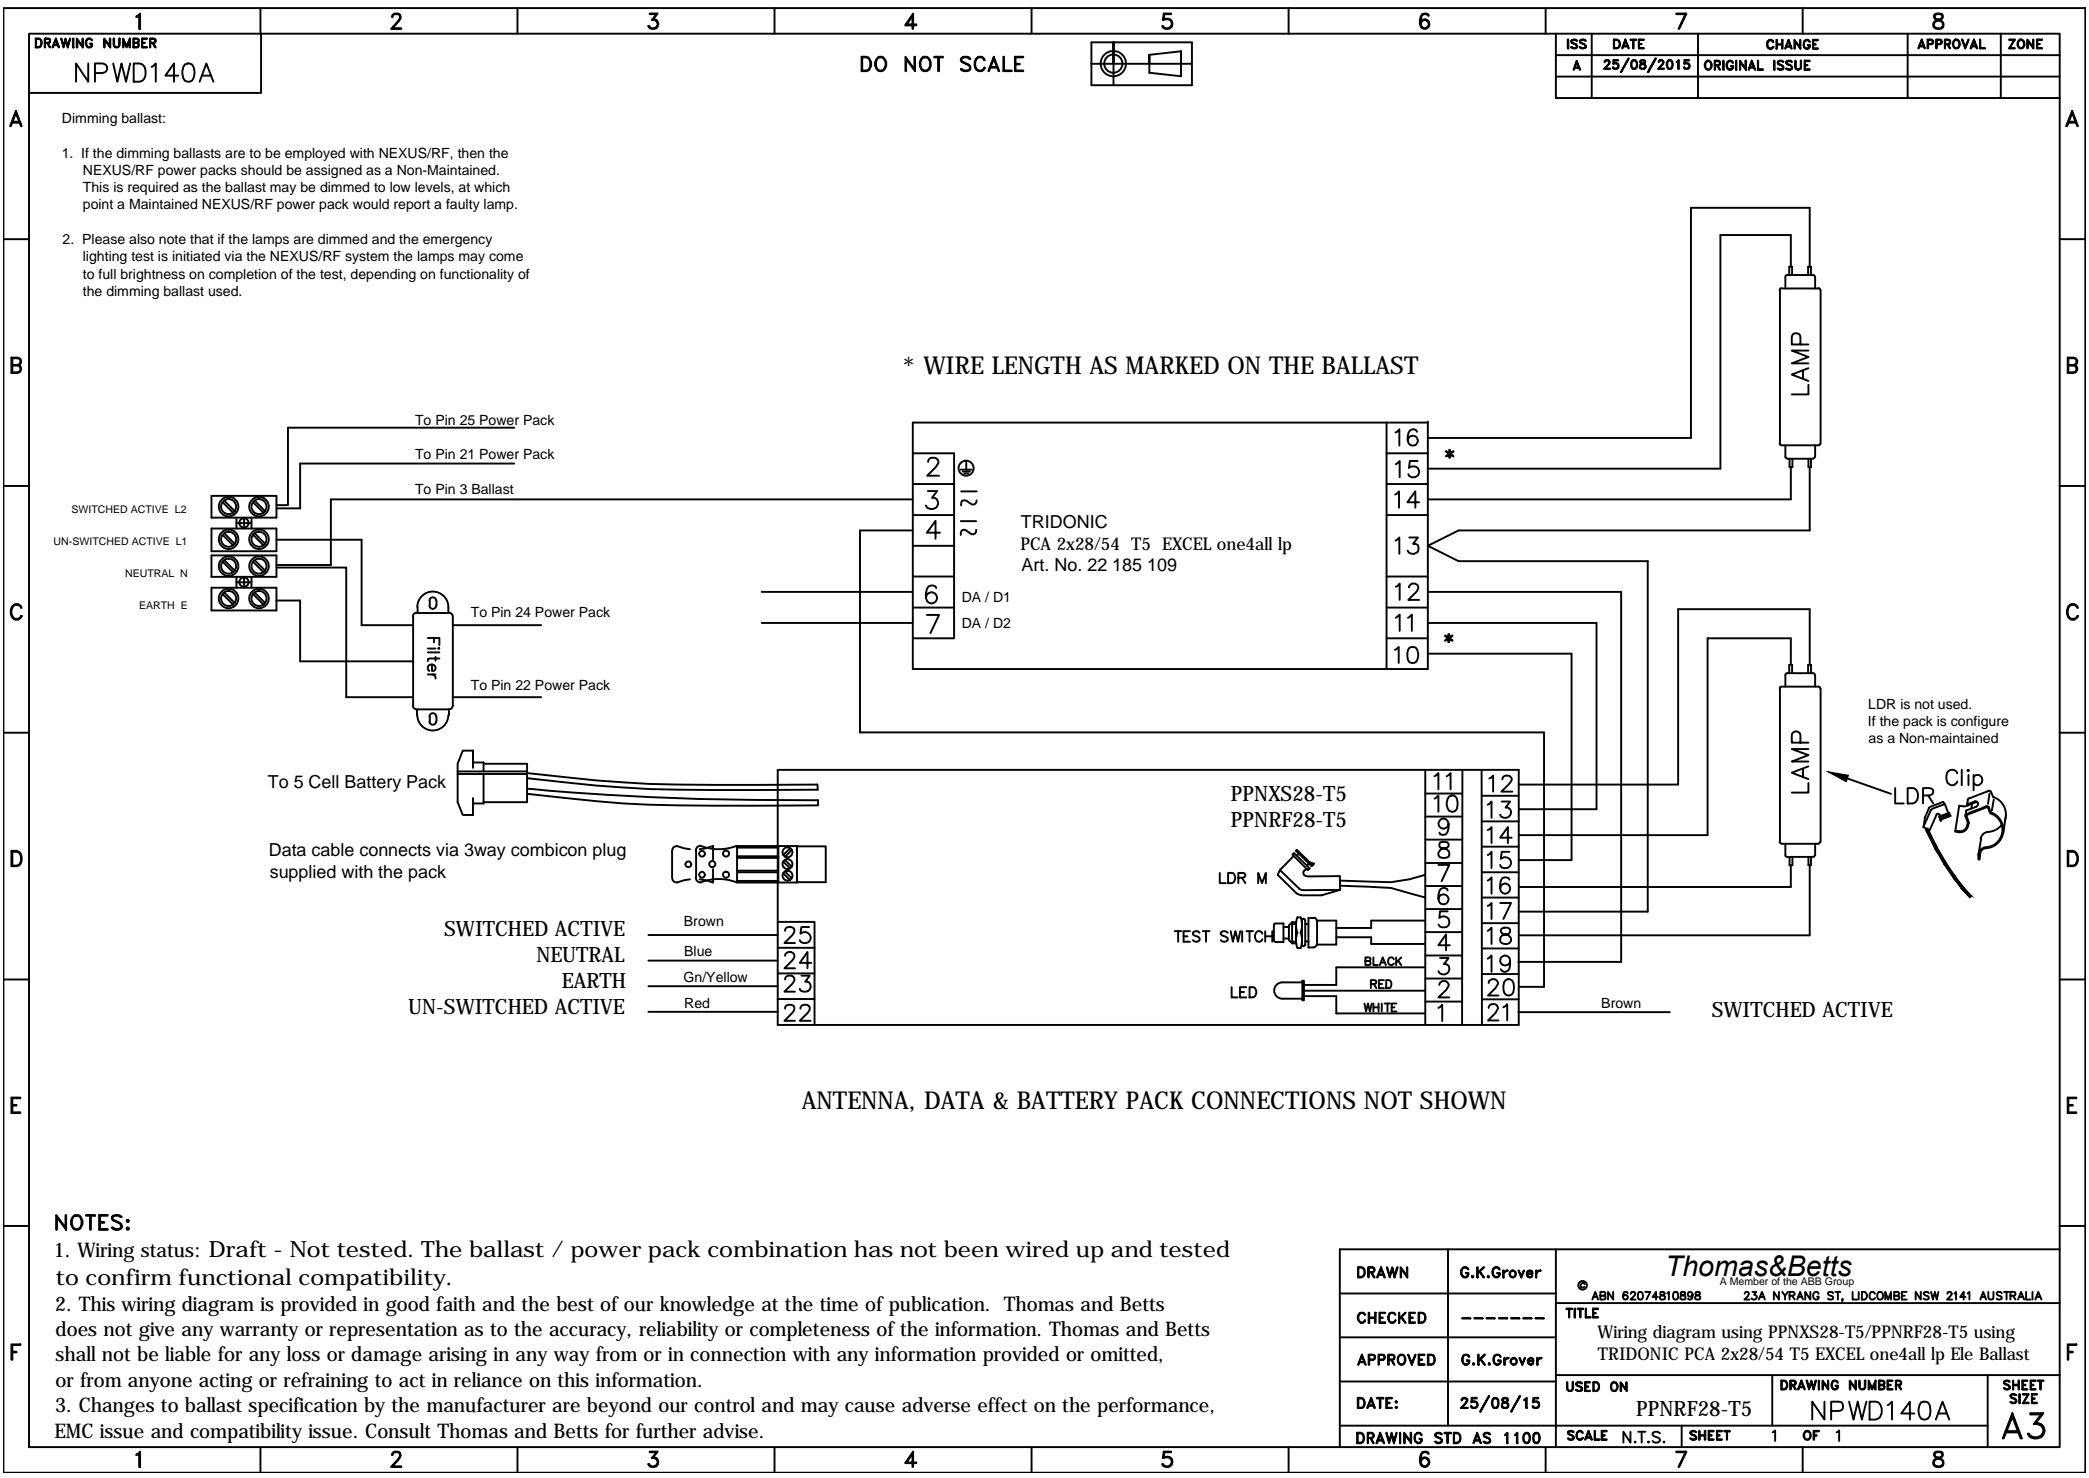 1 2 3 4 5 6 7 8
DRAWING NUMBER
NPWD140A
DO NOT SCALE
ISS DATE CHANGE APPROVAL ZONE
A 25/08/2015 ORIGINAL ISSUE
A A
Dimming ballast:
1. If the dimming ballasts are to be employed with NEXUS/RF, then the
NEXUS/RF power packs should be assigned as a Non-Maintained.
This is required as the ballast may be dimmed to low levels, at which
point a Maintained NEXUS/RF power pack would report a faulty lamp.
2. Please also note that if the lamps are dimmed and the emergency
lighting test is initiated via the NEXUS/RF system the lamps may come
to full brightness on completion of the test, depending on functionality of
the dimming ballast used.
B B
* WIRE LENGTH AS MARKED ON THE BALLAST
LAMP
To Pin 25 Power Pack
To Pin 21 Power Pack
To Pin 3 Ballast
SWITCHED ACTIVE L2
UN-SWITCHED ACTIVE L1
NEUTRAL N
EARTH E
C C
0
Filter
0
To Pin 24 Power Pack
To Pin 22 Power Pack
2
3
4
6 DA / D1
7 DA / D2
TRIDONIC
PCA 2x28/54 T5 EXCEL one4all lp
Art. No. 22 185 109
16
*
15
14
13
12
11
*
10
LAMP
LDR is not used.
If the pack is configure
as a Non-maintained
Clip
LDR
To 5 Cell Battery Pack
D D
Data cable connects via 3way combicon plug
supplied with the pack
PPNXS28-T5
PPNRF28-T5
LDR M
TEST SWITCH
LED
BLACK
RED
WHITE
11
10
9
8
7
6
5
4
3
2
1
12
13
14
15
16
17
18
19
20
21
SWITCHED ACTIVE Brown 25
NEUTRAL Blue 24
EARTH Gn/Yellow 23
UN-SWITCHED ACTIVE Red 22
Brown SWITCHED ACTIVE
E E
ANTENNA, DATA & BATTERY PACK CONNECTIONS NOT SHOWN
NOTES:
1. Wiring status: Draft - Not tested. The ballast / power pack combination has not been wired up and tested
to confirm functional compatibility.
2. This wiring diagram is provided in good faith and the best of our knowledge at the time of publication. Thomas and Betts
does not give any warranty or representation as to the accuracy, reliability or completeness of the information. Thomas and Betts
shall not be liable for any loss or damage arising in any way from or in connection with any information provided or omitted,
or from anyone acting or refraining to act in reliance on this information.
3. Changes to ballast specification by the manufacturer are beyond our control and may cause adverse effect on the performance,
EMC issue and compatibility issue. Consult Thomas and Betts for further advise.
F F
DRAWN G.K.Grover
CHECKED -------
APPROVED G.K.Grover
DATE: 25/08/15
DRAWING STD AS 1100
Thomas&Betts
A Member of the ABB Group
© ABN 62074810898 23A NYRANG ST, LIDCOMBE NSW 2141 AUSTRALIA
TITLE
Wiring diagram using PPNXS28-T5/PPNRF28-T5 using
TRIDONIC PCA 2x28/54 T5 EXCEL one4all lp Ele Ballast
USED ON
PPNRF28-T5
DRAWING NUMBER
NPWD140A
SHEET
SIZE
A3
SCALE N.T.S. SHEET 1 OF 1
1 2 3 4 5 6 7 8